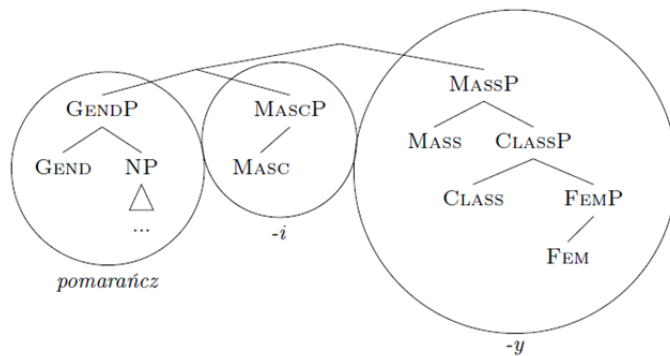 MASSP
GENDP MASCP
MASS CLASSP
GEND NP MASC
CLASS FEMP
...
-i
FEM
pomarańcz
-y